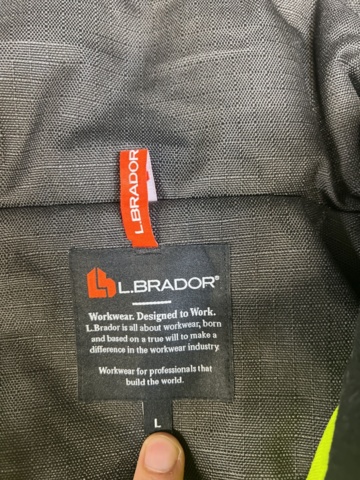 L.BRADOR
L.BRADOR®
Workwear. Designed to Work.
L.Brador is all about workwear, born
and based on a true will to make a
difference in the workwear industry.
Workwear for professionals that
build the world.
L